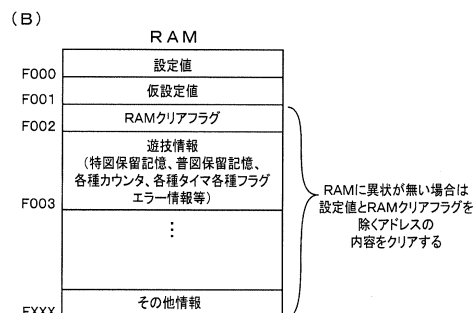 (B)
RAM
F000 設定値
F001 仮設定値
F002 RAMクリアフラグ
遊技情報
(特図保留記憶、普図保留記憶、
各種カウンタ、各種タイマ各種フラグ
エラー情報等)
F003
⋮
FXXX その他情報
RAMに異状が無い場合は
設定値とRAMクリアフラグを
除くアドレスの
内容をクリアする